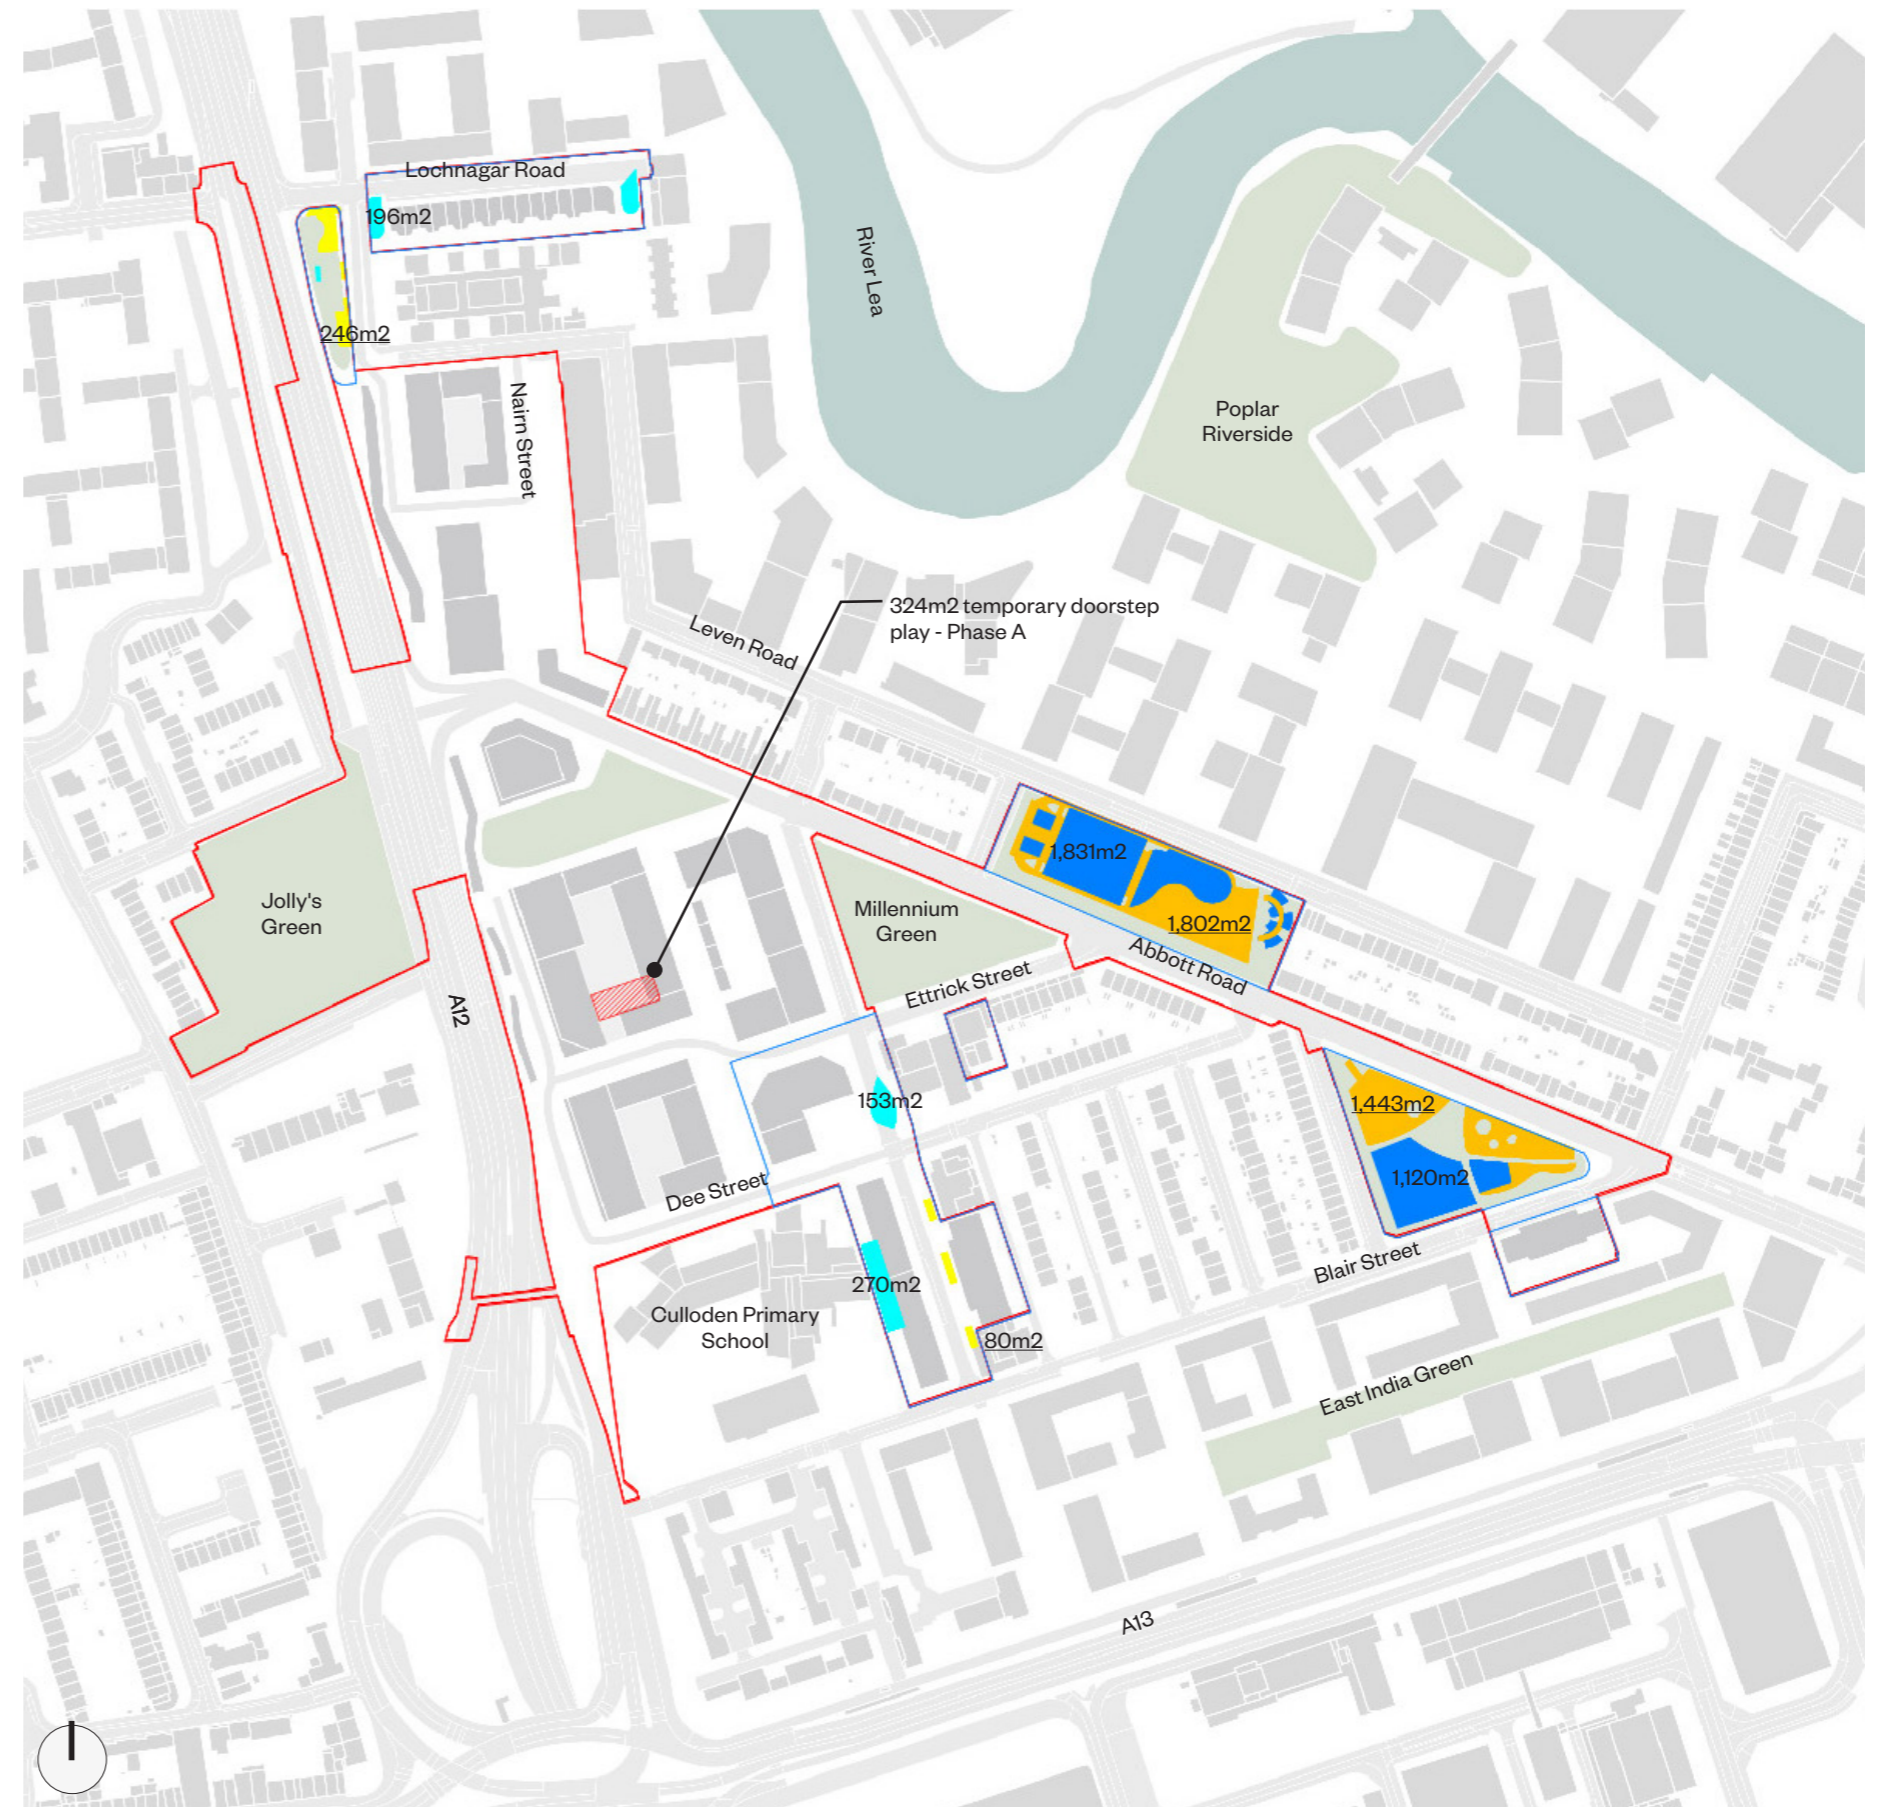 Lochnagar Road
196m2
River Lea
246m2
Nairn Street
Poplar
Riverside
324m2 temporary doorstep
play - Phase A
Leven Road
1,831m2
Jolly's
Green
Millennium
Green
1,802m2
Abbott Road
Ettrick Street
A12
153m2
1,443m2
Dee Street
1,120m2
Blair Street
270m2
Culloden Primary
School
80m2
East India Green
A13